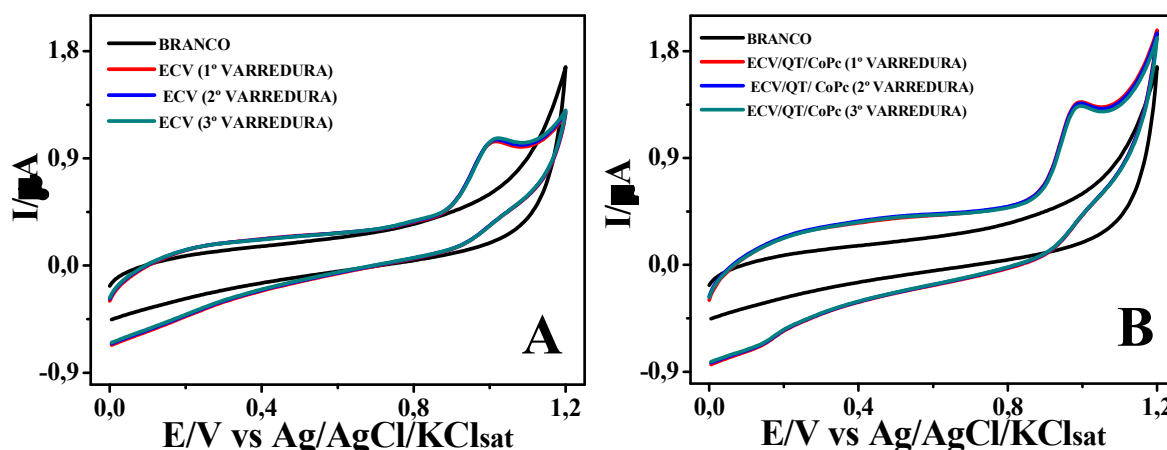 BRANCO
ECV (1º VARREDURA)
ECV (2º VARREDURA)
ECV (3º VARREDURA)
1,8
0,9
0,0
-0,9
I/μA
A
0,0 0,4 0,8 1,2
E/V vs Ag/AgCl/KClsat
BRANCO
ECV/QT/CoPc (1º VARREDURA)
ECV/QT/ CoPc (2º VARREDURA)
ECV/QT/CoPc (3º VARREDURA)
1,8
0,9
0,0
-0,9
I/μA
B
0,0 0,4 0,8 1,2
E/V vs Ag/AgCl/KClsat